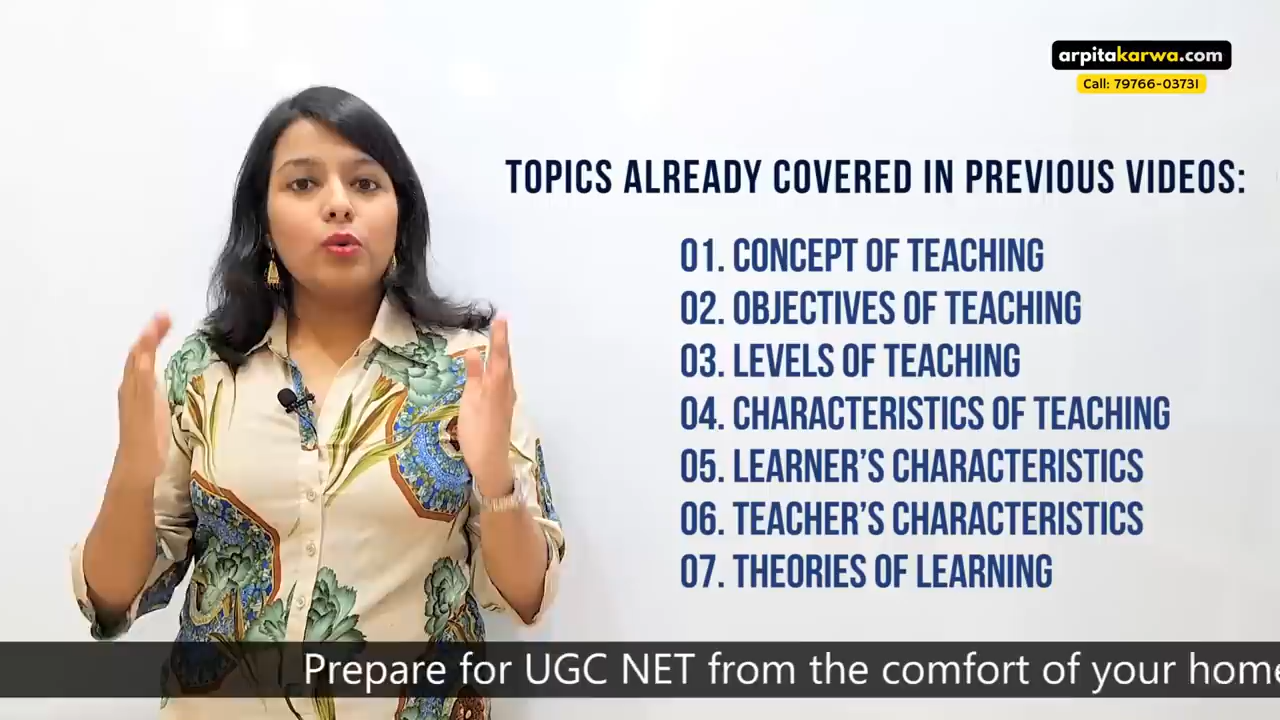 arpitakarwa.com
Call: 79766-03731
TOPICS ALREADY COVERED IN PREVIOUS VIDEOS:
01. CONCEPT OF TEACHING
02. OBJECTIVES OF TEACHING
03. LEVELS OF TEACHING
04. CHARACTERISTICS OF TEACHING
05. LEARNER'S CHARACTERISTICS
06. TEACHER'S CHARACTERISTICS
07. THEORIES OF LEARNING
Prepare for UGC NET from the comfort of your home